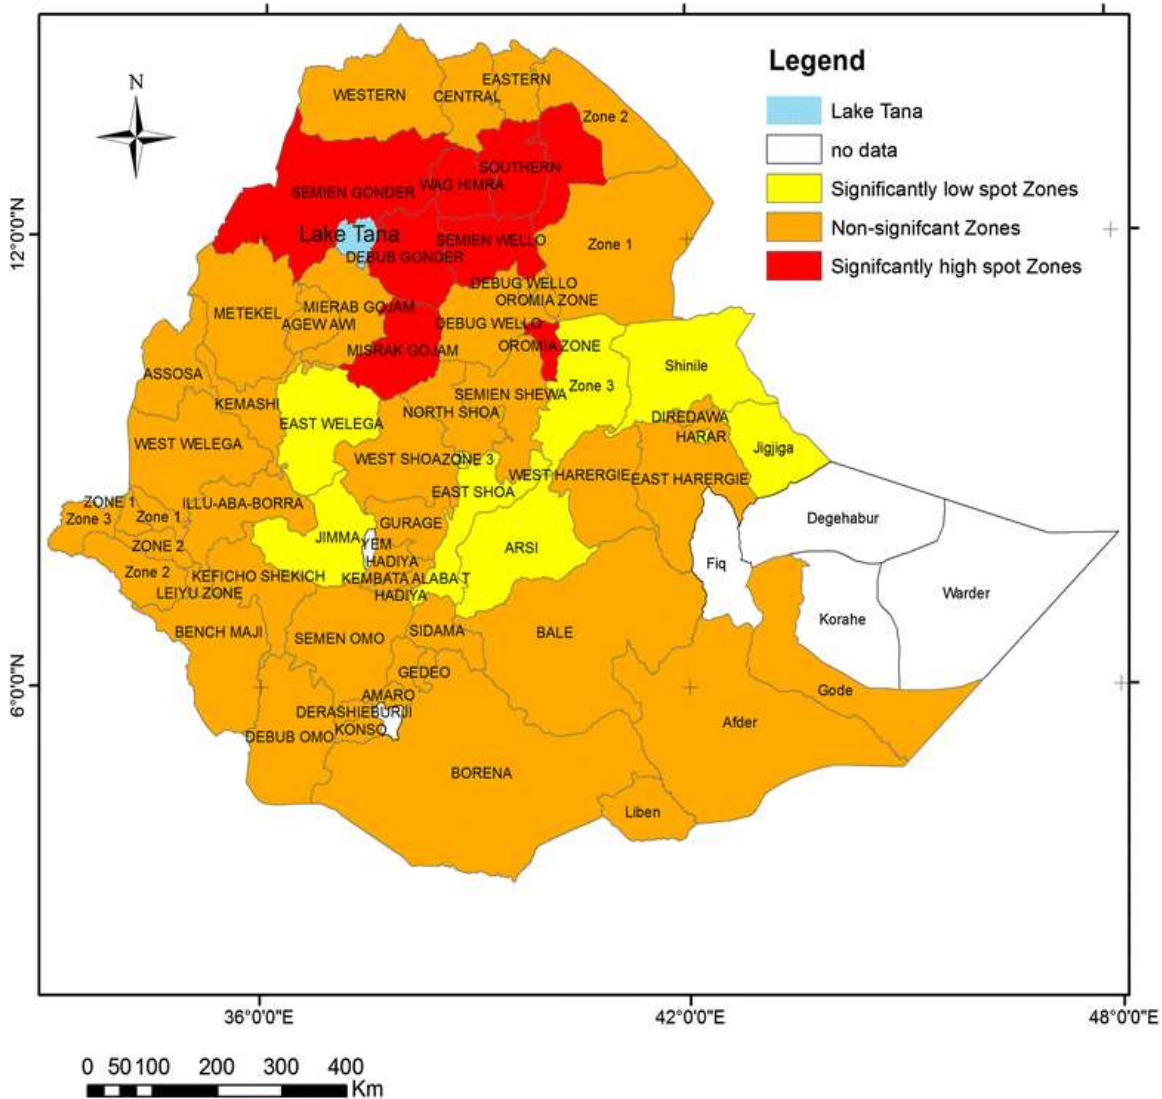 N
Legend
Lake Tana
no data
Significantly low spot Zones
Non-signifcant Zones
Signifcantly high spot Zones
EASTERN
WESTERN
CENTRAL
Zone 2
SOUTHERN
WAG HIMRA
SEMIEN GONDER
Lake Tana
SEMIEN WELLO
Zone 1
DEBUB GONDER
DEBUG WELLO
OROMIA ZONE
MIERAB GOJAM
METEKEL
AGEW AWI
DEBUG WELLO
MISRAK GOJAM
OROMIA ZONE
Shinile
ASSOSA
Zone 3
SEMIEN SHEWA
KEMASHI
NORTH SHOA
DIREDAWA
EAST WELEGA
HARAR
WEST WELEGA
Jigjiga
WEST SHOA
ZONE 3
WEST HARERGIE
EAST HARERGIE
EAST SHOA
ZONE 1
ILLU-ABA-BORRA
Zone 3
Zone 1
GURAGE
Degehabur
JIMMA
YEM
ZONE 2
ARSI
HADIYA
Fiq
Zone 2
KEFICHO SHEKICH
KEMBATA ALABA T
LEIYU ZONE
HADIYA
Warder
Korahe
BENCH MAJI
SEMEN OMO
SIDAMA
BALE
GEDEO
Gode
AMARO
DERASHIE
BURJI
Afder
KONSO
DEBUB OMO
BORENA
Liben
12°0'0"N
6°0'0"N
36°0'0"E
42°0'0"E
48°0'0"E
0 50 100 200 300 400
Km